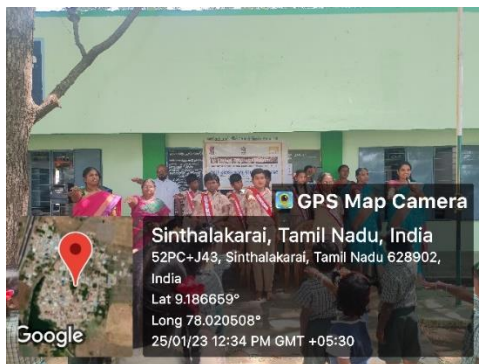 GPS Map Camera
Sinthalakarai, Tamil Nadu, India
52PC+J43, Sinthalakarai, Tamil Nadu 628902,
India
Lat 9.186659°
Long 78.020508°
25/01/23 12:34 PM GMT +05:30
Google